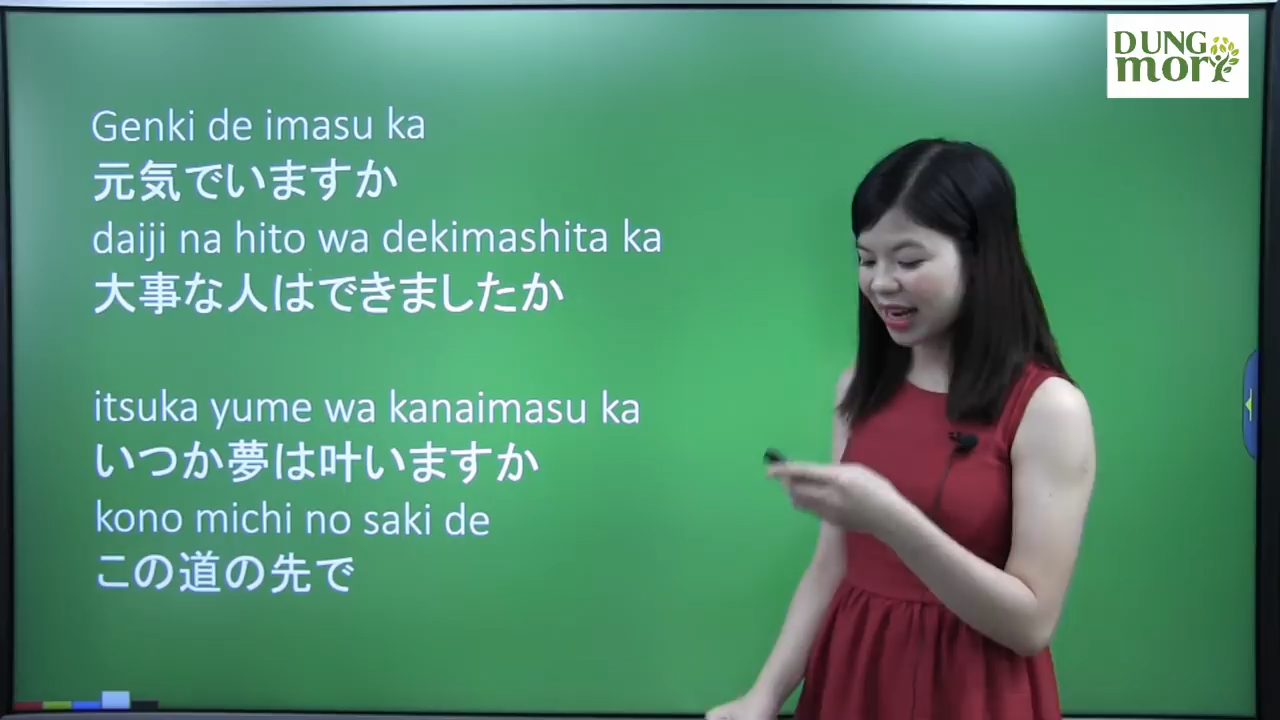 DUNG
mori
Genki de imasu ka
元気でいますか
daiji na hito wa dekimashita ka
大事な人はできましたか
itsuka yume wa kanaimasu ka
いつか夢は叶いますか
kono michi no saki de
この道の先で